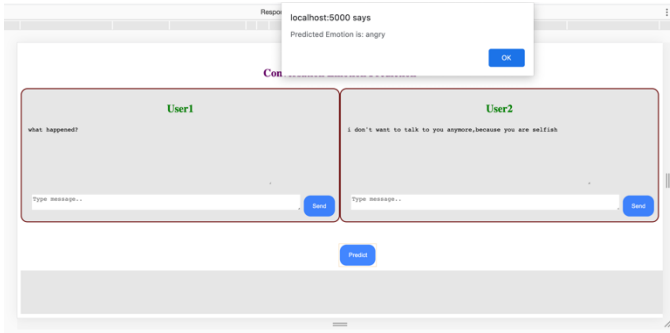 Respon
localhost:5000 says
Predicted Emotion is: angry
OK
User1
User2
what happened?
i don't want to talk to you anymore,because you are selfish
Type message..
Send
Type message..
Send
Predict